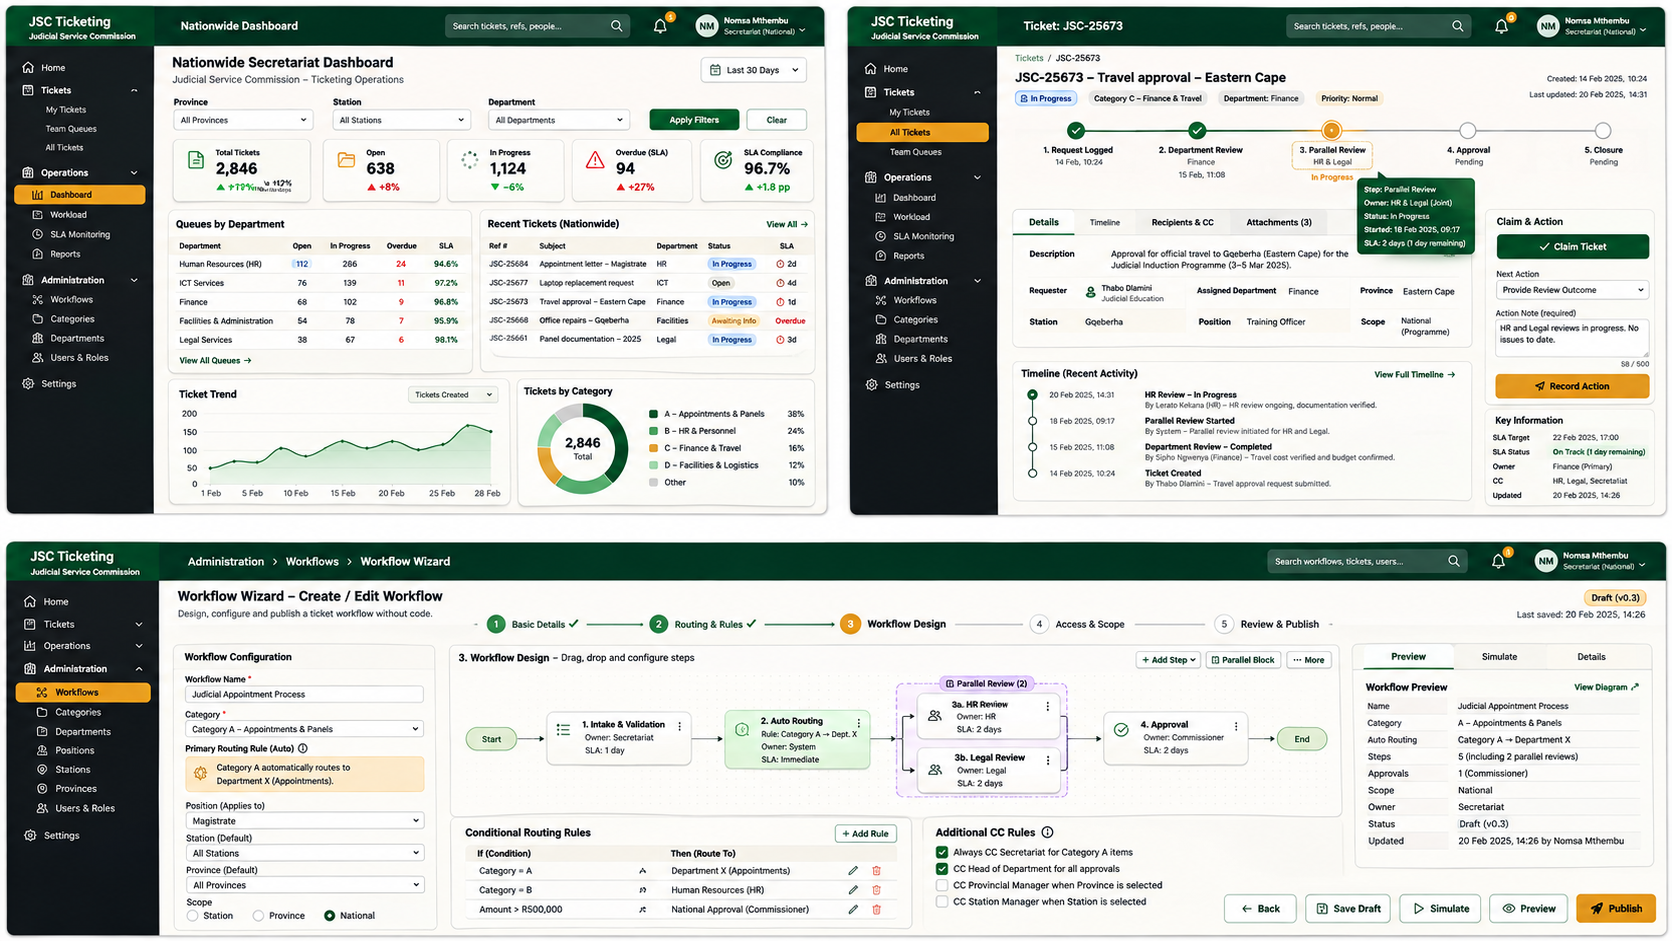 JSC Ticketing
Judicial Service Commission
Nationwide Dashboard
Search tickets, refs, people...
NM
Nomsa Mthembu
Secretariat (National)
Home
Tickets
My Tickets
Team Queues
All Tickets
Operations
Dashboard
Workload
SLA Monitoring
Reports
Administration
Workflows
Categories
Departments
Users & Roles
Settings
Nationwide Secretariat Dashboard
Judicial Service Commission – Ticketing Operations
Last 30 Days
Province
All Provinces
Station
All Stations
Department
All Departments
Apply Filters
Clear
Total Tickets
2,846
Open
638
+8%
In Progress
1,124
−6%
Overdue (SLA)
94
+27%
SLA Compliance
96.7%
+1.8 pp
Queues by Department
Department Open In Progress Overdue SLA
Human Resources (HR) 112 286 24 94.6%
ICT Services 76 139 11 97.2%
Finance 68 102 9 96.8%
Facilities & Administration 54 78 7 95.9%
Legal Services 38 67 6 98.1%
View All Queues →
Recent Tickets (Nationwide)
View All →
Ref # Subject Department Status SLA
JSC-25684 Appointment letter – Magistrate HR In Progress 2d
JSC-25677 Laptop replacement request ICT Open 4d
JSC-25673 Travel approval – Eastern Cape Finance In Progress 1d
JSC-25668 Office repairs – Gqeberha Facilities Awaiting Info Overdue
JSC-25661 Panel documentation – 2025 Legal In Progress 3d
Ticket Trend
Tickets Created
200
150
100
50
0
1 Feb 5 Feb 10 Feb 15 Feb 20 Feb 25 Feb 28 Feb
Tickets by Category
2,846
Total
A – Appointments & Panels 38%
B – HR & Personnel 24%
C – Finance & Travel 16%
D – Facilities & Logistics 12%
Other 10%
JSC Ticketing
Judicial Service Commission
Ticket: JSC-25673
Search tickets, refs, people...
NM
Nomsa Mthembu
Secretariat (National)
Home
Tickets
My Tickets
All Tickets
Team Queues
Operations
Dashboard
Workload
SLA Monitoring
Reports
Administration
Workflows
Categories
Departments
Users & Roles
Settings
Tickets / JSC-25673
JSC-25673 – Travel approval – Eastern Cape
Created: 14 Feb 2025, 10:24
Last updated: 20 Feb 2025, 14:31
In Progress
Category C – Finance & Travel
Department: Finance
Priority: Normal
1. Request Logged
14 Feb, 10:24
2. Department Review
Finance
15 Feb, 11:08
3. Parallel Review
HR & Legal
In Progress
4. Approval
Pending
5. Closure
Pending
Step: Parallel Review
Owner: HR & Legal (Joint)
Status: In Progress
Started: 18 Feb 2025, 09:17
SLA: 2 days (1 day remaining)
Details
Timeline
Recipients & CC
Attachments (3)
Description
Approval for official travel to Gqeberha (Eastern Cape) for the
Judicial Induction Programme (3–5 Mar 2025).
Requester
Thabo Dlamini
Judicial Education
Assigned Department Finance
Province Eastern Cape
Station Gqeberha
Position Training Officer
Scope National
(Programme)
Timeline (Recent Activity)
View Full Timeline →
20 Feb 2025, 14:31 HR Review – In Progress
By Lerato Kekana (HR) – HR review ongoing, documentation verified.
18 Feb 2025, 09:17 Parallel Review Started
By System – Parallel review initiated for HR and Legal.
15 Feb 2025, 11:08 Department Review – Completed
By Sipho Ngwenya (Finance) – Travel cost verified and budget confirmed.
14 Feb 2025, 10:24 Ticket Created
By Thabo Dlamini – Travel approval request submitted.
Claim & Action
Claim Ticket
Next Action
Provide Review Outcome
Action Note (required)
HR and Legal reviews in progress. No
issues to date.
58 / 500
Record Action
Key Information
SLA Target 22 Feb 2025, 17:00
SLA Status On Track (1 day remaining)
Owner Finance (Primary)
CC HR, Legal, Secretariat
Updated 20 Feb 2025, 14:26
JSC Ticketing
Judicial Service Commission
Administration > Workflows > Workflow Wizard
Search workflows, tickets, users...
NM
Nomsa Mthembu
Secretariat (National)
Home
Tickets
Operations
Administration
Workflows
Categories
Departments
Positions
Stations
Provinces
Users & Roles
Settings
Workflow Wizard – Create / Edit Workflow
Design, configure and publish a ticket workflow without code.
Draft (v0.3)
Last saved: 20 Feb 2025, 14:26
1 Basic Details
2 Routing & Rules
3 Workflow Design
4 Access & Scope
5 Review & Publish
Workflow Configuration
Workflow Name *
Judicial Appointment Process
Category *
Category A – Appointments & Panels
Primary Routing Rule (Auto)
Category A automatically routes to
Department X (Appointments).
Position (Applies to)
Magistrate
Station (Default)
All Stations
Province (Default)
All Provinces
Scope
Station Province National
3. Workflow Design – Drag, drop and configure steps
+ Add Step
Parallel Block
··· More
Start
1. Intake & Validation
Owner: Secretariat
SLA: 1 day
2. Auto Routing
Rule: Category A → Dept. X
Owner: System
SLA: Immediate
Parallel Review (2)
3a. HR Review
Owner: HR
SLA: 2 days
3b. Legal Review
Owner: Legal
SLA: 2 days
4. Approval
Owner: Commissioner
SLA: 2 days
End
Conditional Routing Rules
+ Add Rule
If (Condition) Then (Route To)
Category = A Department X (Appointments)
Category = B Human Resources (HR)
Amount > R500,000 National Approval (Commissioner)
Additional CC Rules
Always CC Secretariat for Category A items
CC Head of Department for all approvals
CC Provincial Manager when Province is selected
CC Station Manager when Station is selected
Preview
Simulate
Details
Workflow Preview
View Diagram
Name Judicial Appointment Process
Category A – Appointments & Panels
Auto Routing Category A → Department X
Steps 5 (including 2 parallel reviews)
Approvals 1 (Commissioner)
Scope National
Owner Secretariat
Status Draft (v0.3)
Updated 20 Feb 2025, 14:26 by Nomsa Mthembu
← Back
Save Draft
Simulate
Preview
Publish